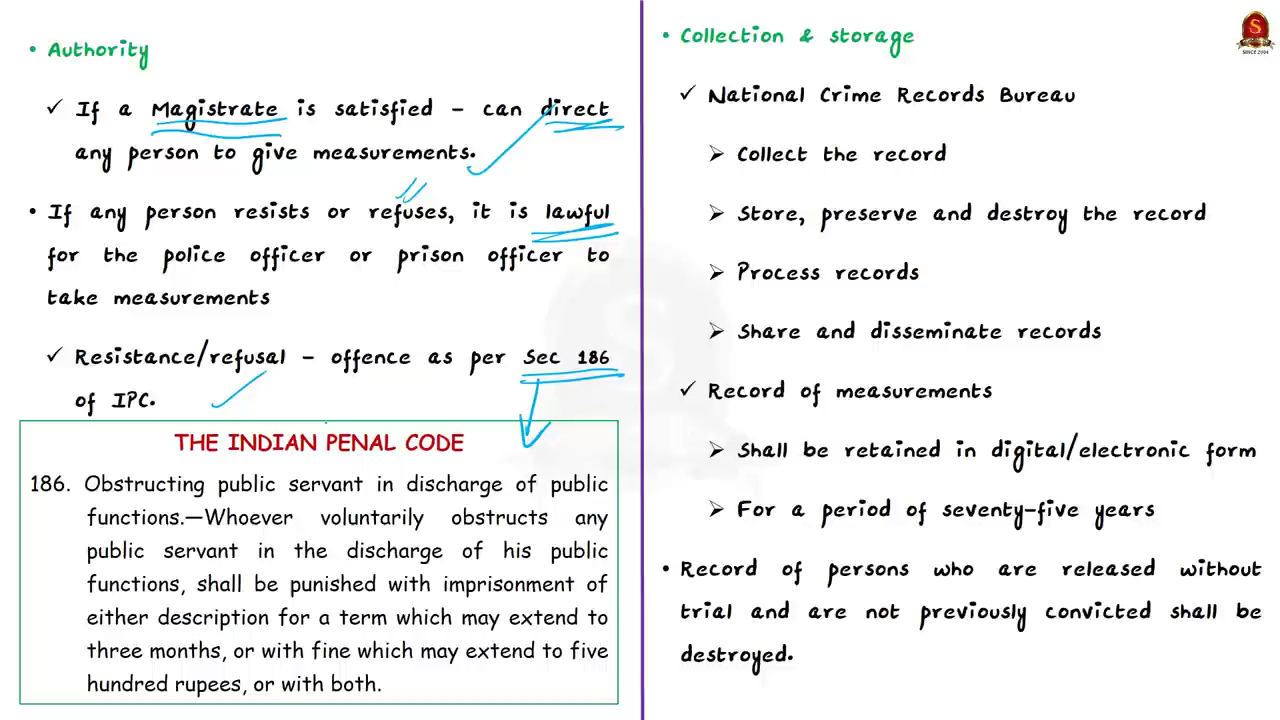 • Authority
✓ If a Magistrate is satisfied – can direct
any person to give measurements.
• If any person resists or refuses, it is lawful
for the police officer or prison officer to
take measurements
✓ Resistance/refusal – offence as per Sec 186
of IPC.
THE INDIAN PENAL CODE
186. Obstructing public servant in discharge of public
functions.—Whoever voluntarily obstructs any
public servant in the discharge of his public
functions, shall be punished with imprisonment of
either description for a term which may extend to
three months, or with fine which may extend to five
hundred rupees, or with both.
• Collection & storage
✓ National Crime Records Bureau
➢ Collect the record
➢ Store, preserve and destroy the record
➢ Process records
➢ Share and disseminate records
✓ Record of measurements
➢ Shall be retained in digital/electronic form
➢ For a period of seventy-five years
• Record of persons who are released without
trial and are not previously convicted shall be
destroyed.
S
SINCE 2004